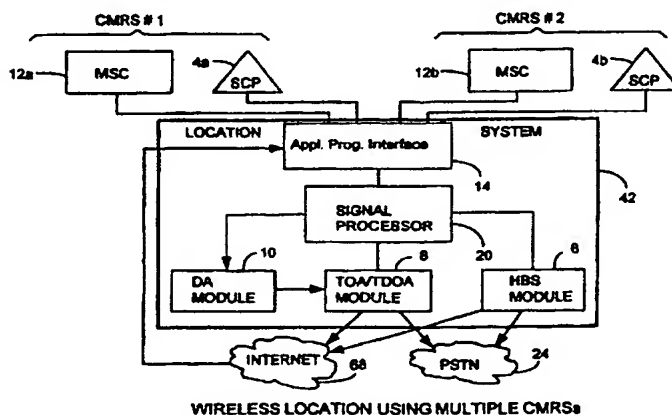 CMRS # 1
CMRS # 2
12a
MSC
4a
SCP
12b
MSC
4b
SCP
LOCATION
SYSTEM
Appl. Prog. Interface
14
42
SIGNAL
PROCESSOR
20
10
DA
MODULE
8
TOA/TDOA
MODULE
6
HBS
MODULE
INTERNET
68
PSTN
24
WIRELESS LOCATION USING MULTIPLE CMRSs